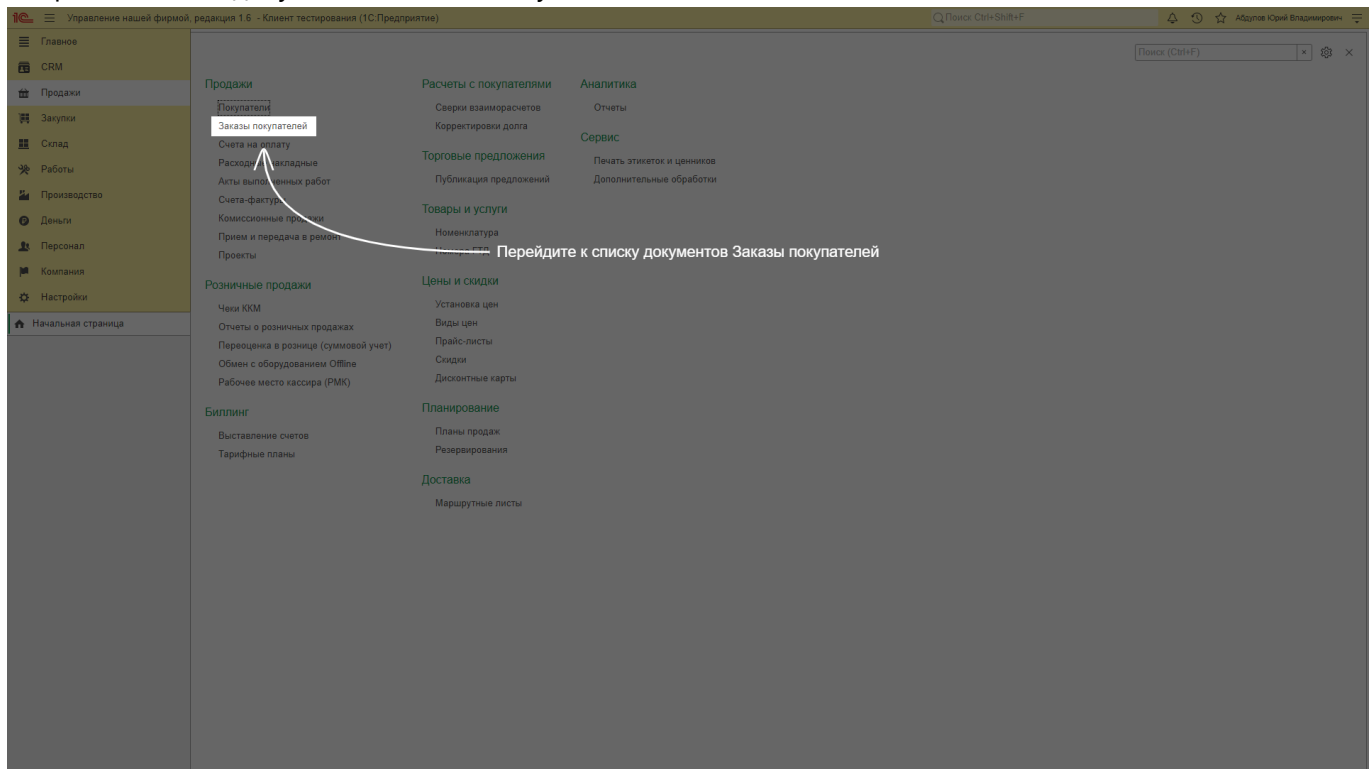 1С Управление нашей фирмой, редакция 1.6 - Клиент тестирования (1С:Предприятие)
Поиск Ctrl+Shift+F
Абдулов Юрий Владимирович
Главное
CRM
Продажи
Закупки
Склад
Работы
Производство
Деньги
Персонал
Компания
Настройки
Начальная страница
Поиск (Ctrl+F)
Продажи
Покупатели
Заказы покупателей
Счета на оплату
Расходные накладные
Акты выполненных работ
Счета-фактуры
Комиссионные продажи
Прием и передача в ремонт
Проекты
Розничные продажи
Чеки ККМ
Отчеты о розничных продажах
Переоценка в рознице (суммовой учет)
Обмен с оборудованием Offline
Рабочее место кассира (РМК)
Биллинг
Выставление счетов
Тарифные планы
Расчеты с покупателями
Сверки взаиморасчетов
Корректировки долга
Торговые предложения
Публикация предложений
Товары и услуги
Номенклатура
Номера ГТД
Цены и скидки
Установка цен
Виды цен
Прайс-листы
Скидки
Дисконтные карты
Планирование
Планы продаж
Резервирования
Доставка
Маршрутные листы
Аналитика
Отчеты
Сервис
Печать этикеток и ценников
Дополнительные обработки
Перейдите к списку документов Заказы покупателей